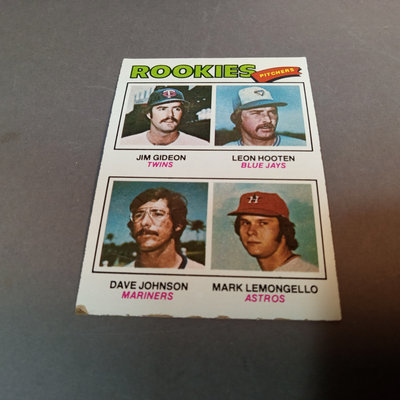 ROOKIES PITCHERS
JIM GIDEON LEON HOOTEN
TWINS BLUE JAYS
H
DAVE JOHNSON MARK LEMONGELLO
MARINERS ASTROS